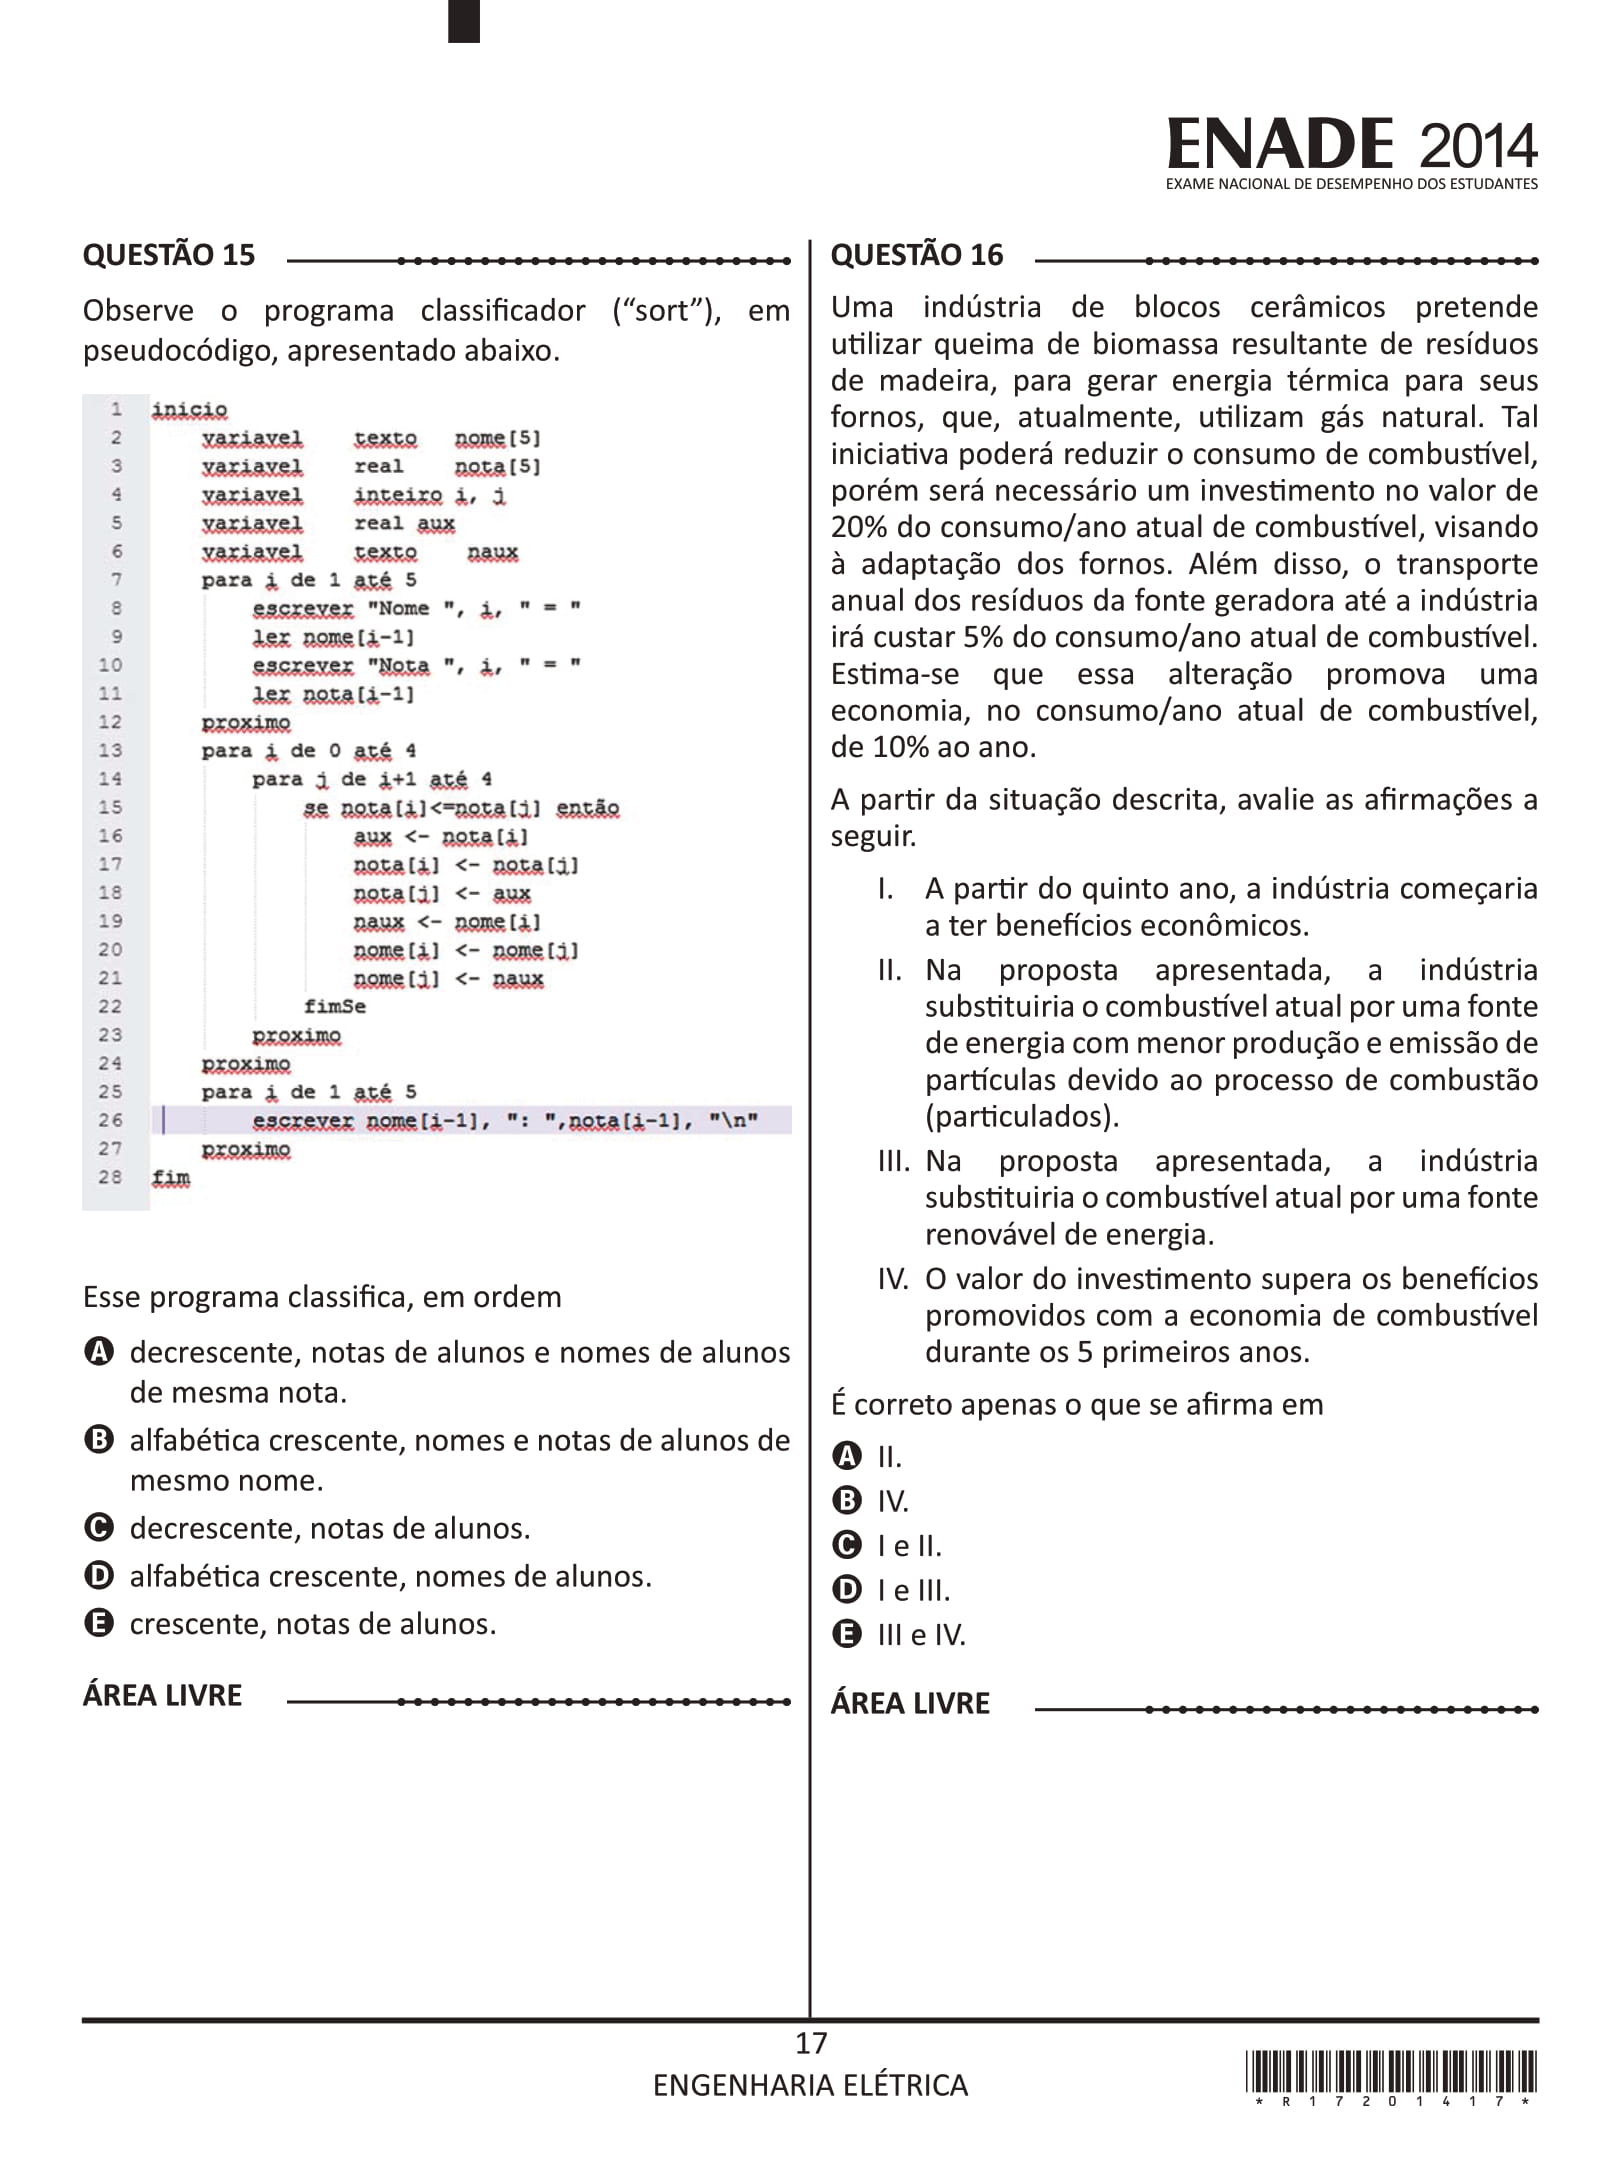 ENADE 2014
EXAME NACIONAL DE DESEMPENHO DOS ESTUDANTES
QUESTÃO 15
Observe o programa classificador (“sort”), em
pseudocódigo, apresentado abaixo.
1 inicio
2 variavel texto nome[5]
3 variavel real nota[5]
4 variavel inteiro i, j
5 variavel real aux
6 variavel texto naux
7 para i de 1 até 5
8 escrever "Nome ", i, " = "
9 ler nome[i-1]
10 escrever "Nota ", i, " = "
11 ler nota[i-1]
12 proximo
13 para i de 0 até 4
14 para j de i+1 até 4
15 se nota[i]<=nota[j] então
16 aux <- nota[i]
17 nota[i] <- nota[j]
18 nota[j] <- aux
19 naux <- nome[i]
20 nome[i] <- nome[j]
21 nome[j] <- naux
22 fimSe
23 proximo
24 proximo
25 para i de 1 até 5
26 escrever nome[i-1], ": ",nota[i-1], "\n"
27 proximo
28 fim
Esse programa classifica, em ordem
A decrescente, notas de alunos e nomes de alunos
de mesma nota.
B alfabética crescente, nomes e notas de alunos de
mesmo nome.
C decrescente, notas de alunos.
D alfabética crescente, nomes de alunos.
E crescente, notas de alunos.
ÁREA LIVRE
QUESTÃO 16
Uma indústria de blocos cerâmicos pretende
utilizar queima de biomassa resultante de resíduos
de madeira, para gerar energia térmica para seus
fornos, que, atualmente, utilizam gás natural. Tal
iniciativa poderá reduzir o consumo de combustível,
porém será necessário um investimento no valor de
20% do consumo/ano atual de combustível, visando
à adaptação dos fornos. Além disso, o transporte
anual dos resíduos da fonte geradora até a indústria
irá custar 5% do consumo/ano atual de combustível.
Estima-se que essa alteração promova uma
economia, no consumo/ano atual de combustível,
de 10% ao ano.
A partir da situação descrita, avalie as afirmações a
seguir.
I. A partir do quinto ano, a indústria começaria
a ter benefícios econômicos.
II. Na proposta apresentada, a indústria
substituiria o combustível atual por uma fonte
de energia com menor produção e emissão de
partículas devido ao processo de combustão
(particulados).
III. Na proposta apresentada, a indústria
substituiria o combustível atual por uma fonte
renovável de energia.
IV. O valor do investimento supera os benefícios
promovidos com a economia de combustível
durante os 5 primeiros anos.
É correto apenas o que se afirma em
A II.
B IV.
C I e II.
D I e III.
E III e IV.
ÁREA LIVRE
17
ENGENHARIA ELÉTRICA
*R17201417*